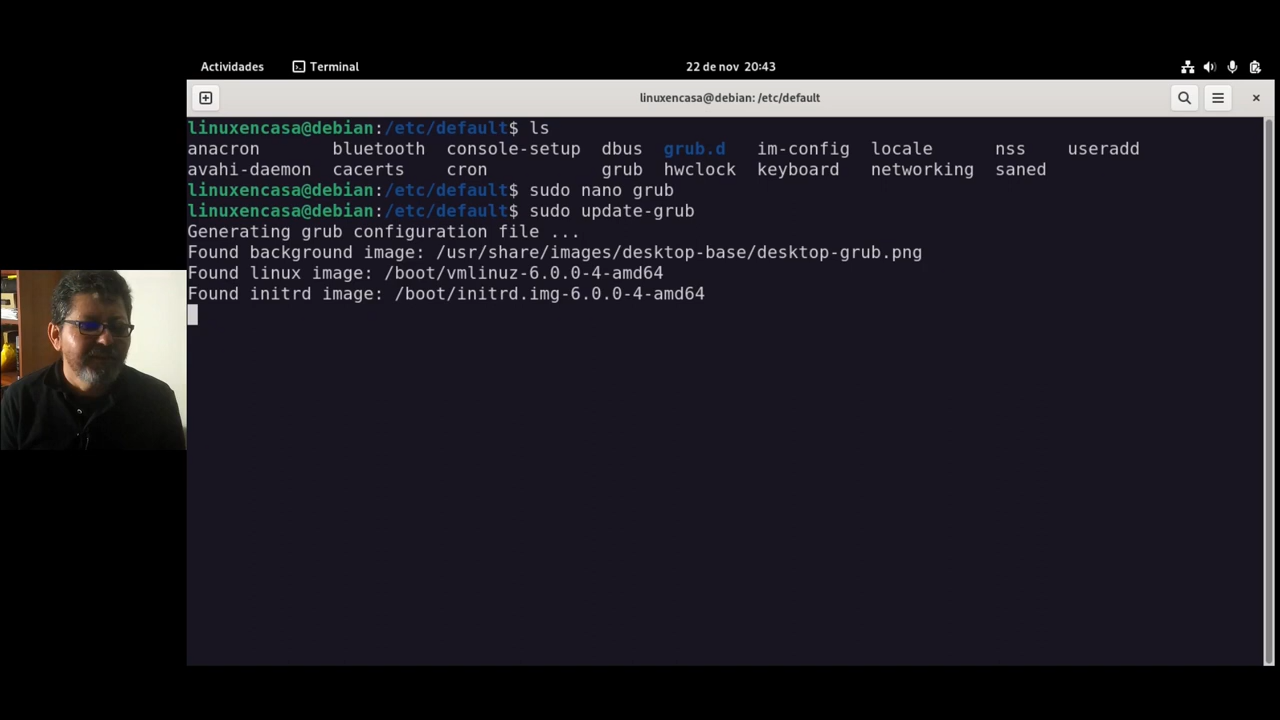 Actividades Terminal 22 de nov 20:43
linuxencasa@debian: /etc/default
linuxencasa@debian:/etc/default$ ls
anacron bluetooth console-setup dbus grub.d im-config locale nss useradd
avahi-daemon cacerts cron grub hwclock keyboard networking saned
linuxencasa@debian:/etc/default$ sudo nano grub
linuxencasa@debian:/etc/default$ sudo update-grub
Generating grub configuration file ...
Found background image: /usr/share/images/desktop-base/desktop-grub.png
Found linux image: /boot/vmlinuz-6.0.0-4-amd64
Found initrd image: /boot/initrd.img-6.0.0-4-amd64